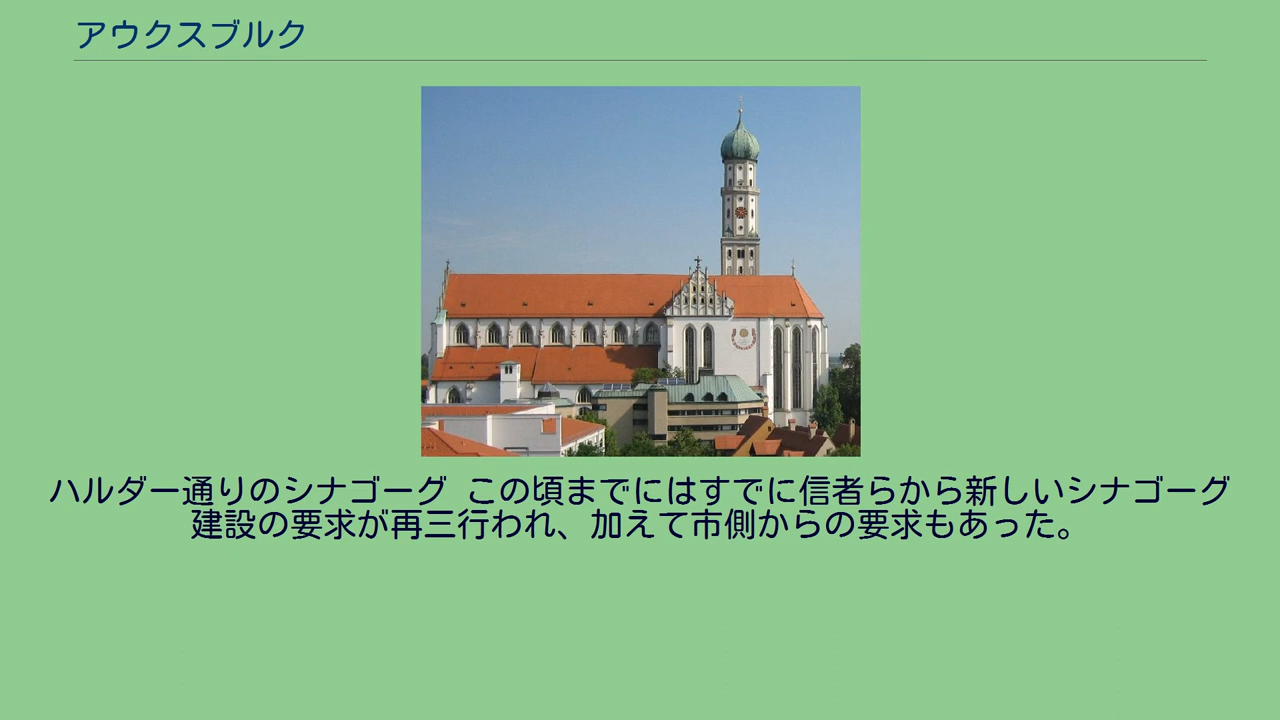 アウクスブルク
ハルダー通りのシナゴーグ この頃までにはすでに信者らから新しいシナゴーグ
建設の要求が再三行われ、加えて市側からの要求もあった。